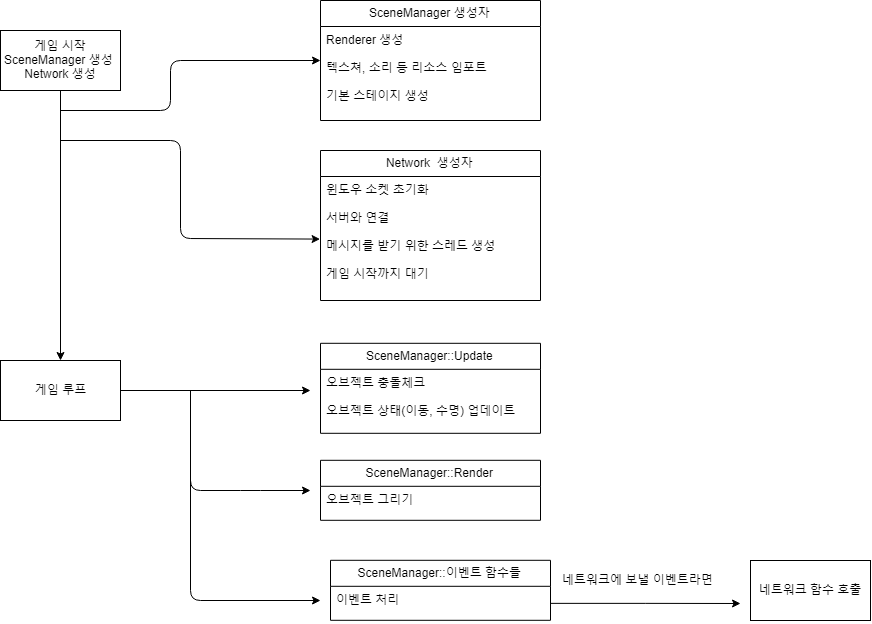 게임 시작
SceneManager 생성
Network 생성
SceneManager 생성자
Renderer 생성
텍스쳐, 소리 등 리소스 임포트
기본 스테이지 생성
Network 생성자
윈도우 소켓 초기화
서버와 연결
메시지를 받기 위한 스레드 생성
게임 시작까지 대기
게임 루프
SceneManager::Update
오브젝트 충돌체크
오브젝트 상태(이동, 수명) 업데이트
SceneManager::Render
오브젝트 그리기
SceneManager::이벤트 함수들
이벤트 처리
네트워크에 보낼 이벤트라면
네트워크 함수 호출